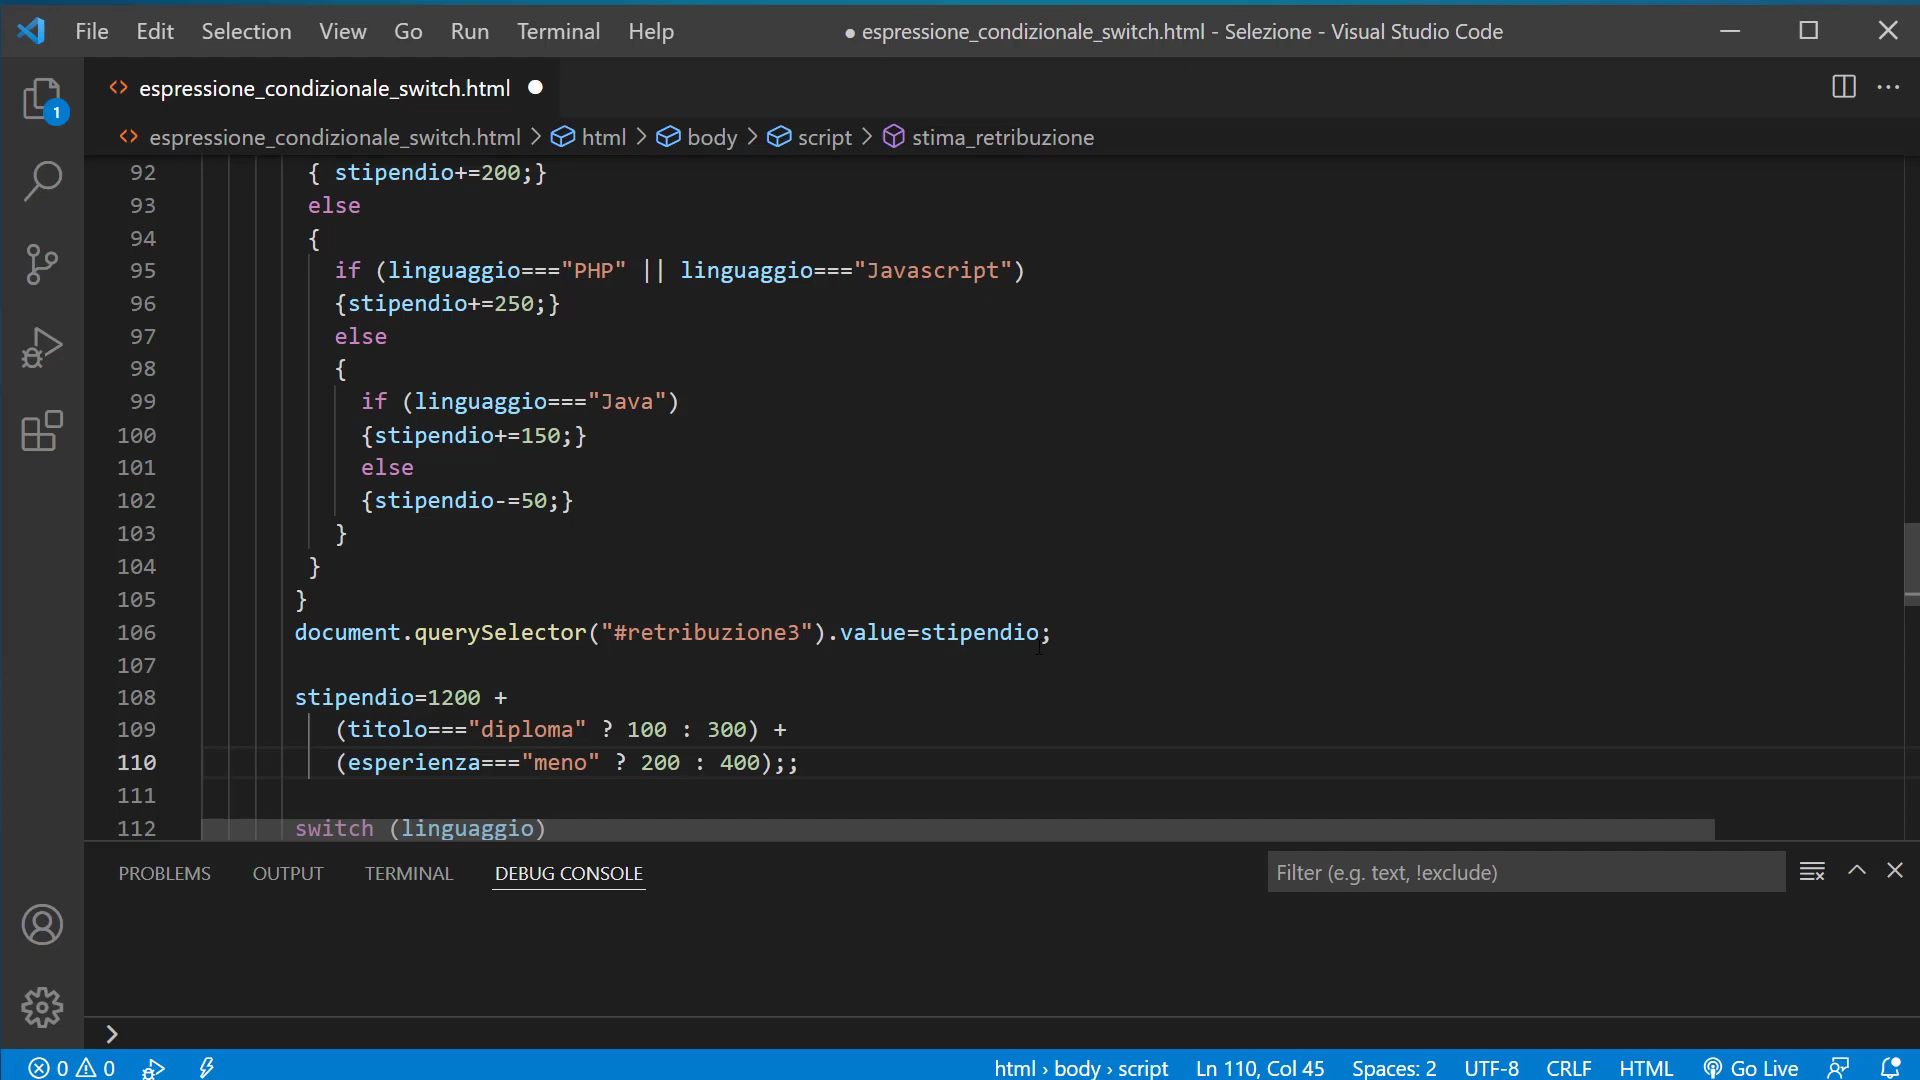 File Edit Selection View Go Run Terminal Help ● espressione_condizionale_switch.html - Selezione - Visual Studio Code
<> espressione_condizionale_switch.html ●
<> espressione_condizionale_switch.html > html > body > script > stima_retribuzione
1
92 { stipendio+=200;}
93 else
94 {
95 if (linguaggio==="PHP" || linguaggio==="Javascript")
96 {stipendio+=250;}
97 else
98 {
99 if (linguaggio==="Java")
100 {stipendio+=150;}
101 else
102 {stipendio-=50;}
103 }
104 }
105 }
106 document.querySelector("#retribuzione3").value=stipendio;
107
108 stipendio=1200 +
109 (titolo==="diploma" ? 100 : 300) +
110 (esperienza==="meno" ? 200 : 400);;
111
112 switch (linguaggio)
PROBLEMS OUTPUT TERMINAL DEBUG CONSOLE Filter (e.g. text, !exclude)
>
0 0 html › body › script Ln 110, Col 45 Spaces: 2 UTF-8 CRLF HTML Go Live